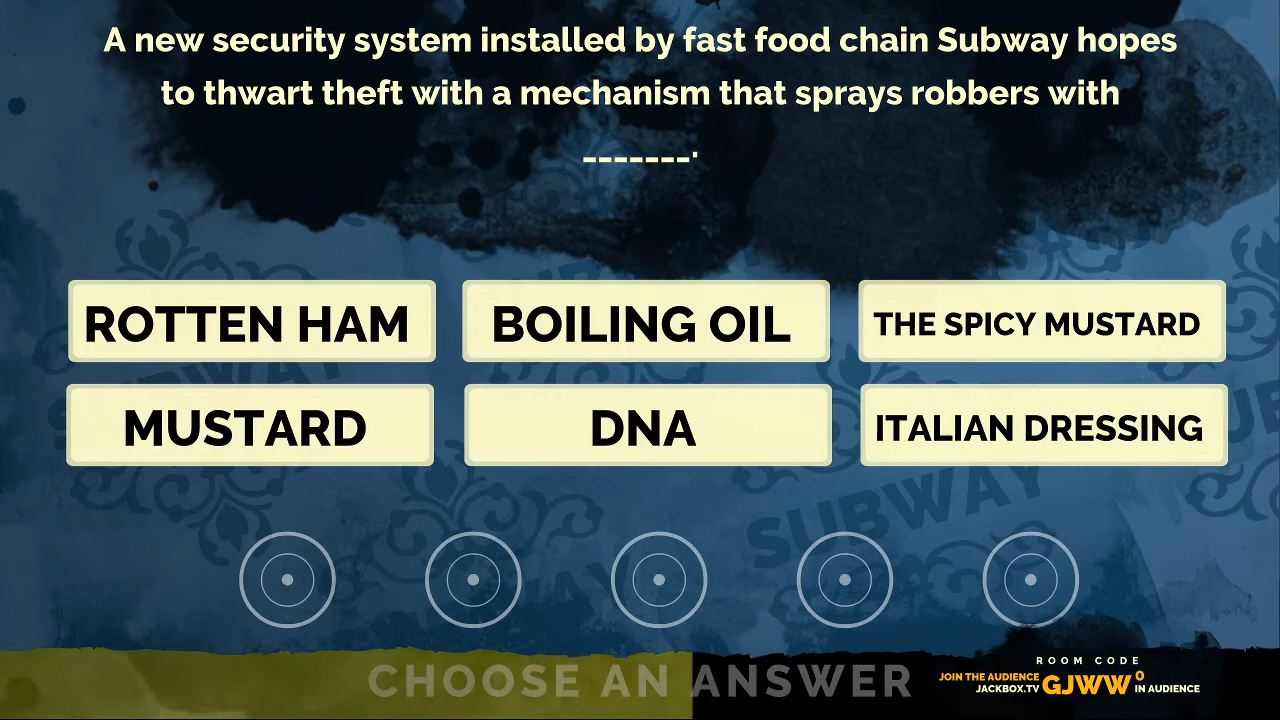 A new security system installed by fast food chain Subway hopes
to thwart theft with a mechanism that sprays robbers with
_______.
ROTTEN HAM
BOILING OIL
THE SPICY MUSTARD
MUSTARD
DNA
ITALIAN DRESSING
SUBWAY
CHOOSE AN ANSWER
ROOM CODE
JOIN THE AUDIENCE
JACKBOX.TV
GJWW
0
IN AUDIENCE